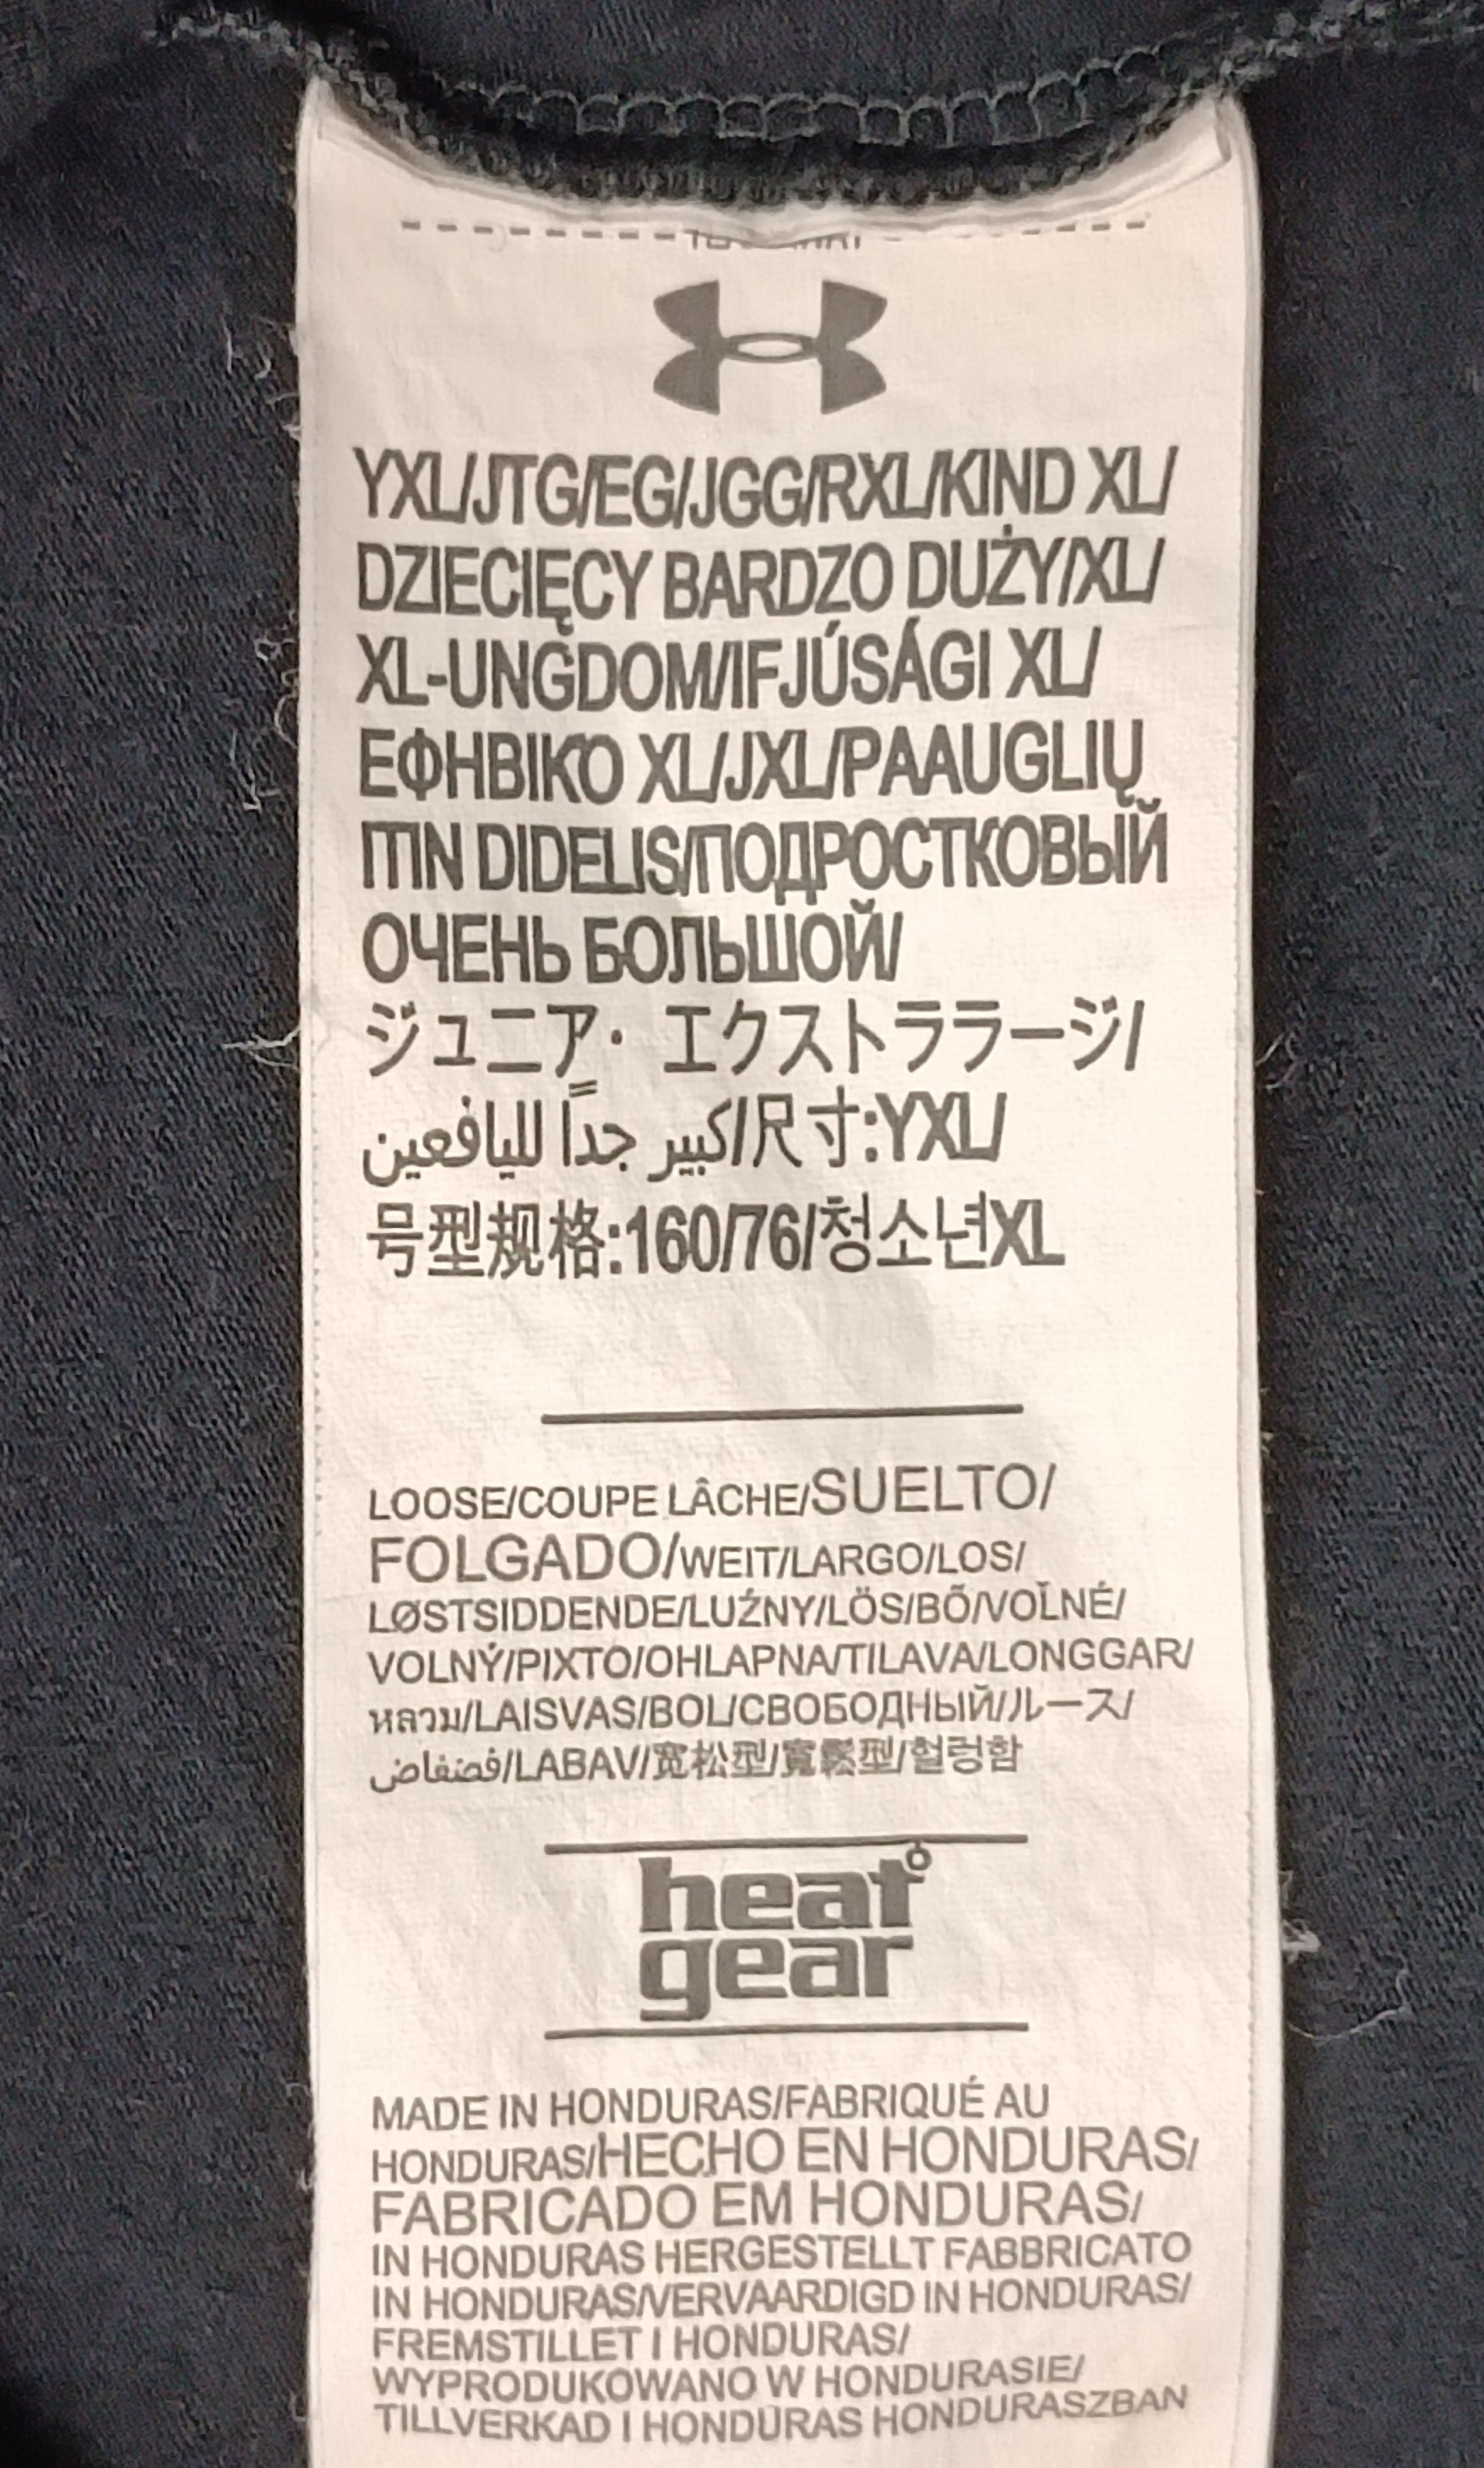 YXL/JTG/EG/JGG/RXL/KIND XL/
DZIECIĘCY BARDZO DUŻY/XL/
XL-UNGDOM/IFJÚSÁGI XL/
ΕΦΗΒΙΚΌ XL/JXL/PAAUGLIŲ
ITIN DIDELIS/ПОДРОСТКОВЫЙ
ОЧЕНЬ БОЛЬШОЙ/
ジュニア・エクストララージ/
كبير جداً لليافعين/尺寸:YXL/
号型规格:160/76/청소년XL
LOOSE/COUPE LÂCHE/SUELTO/
FOLGADO/WEIT/LARGO/LOS/
LØSTSIDDENDE/LUŹNY/LÖS/BŐ/VOĽNÉ/
VOLNÝ/PIXTO/OHLAPNA/TILAVA/LONGGAR/
หลวม/LAISVAS/BOL/СВОБОДНЫЙ/ルース/
فضفاض/LABAV/宽松型/寬鬆型/헐렁함
heat
gear
MADE IN HONDURAS/FABRIQUÉ AU
HONDURAS/HECHO EN HONDURAS/
FABRICADO EM HONDURAS/
IN HONDURAS HERGESTELLT FABBRICATO
IN HONDURAS/VERVAARDIGD IN HONDURAS/
FREMSTILLET I HONDURAS/
WYPRODUKOWANO W HONDURASIE/
TILLVERKAD I HONDURAS HONDURASZBAN